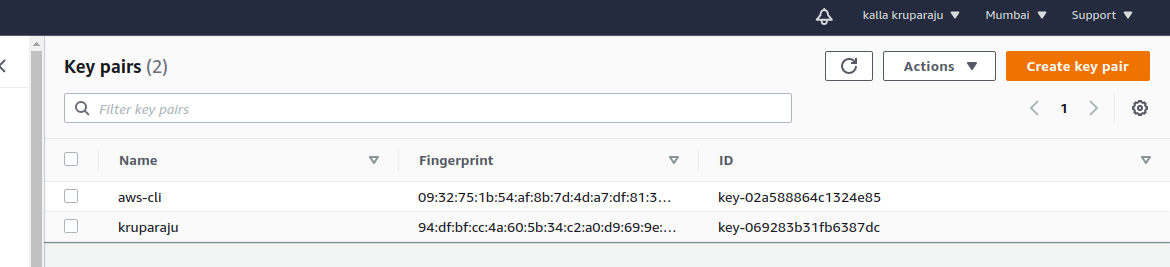 kalla kruparaju Mumbai Support
Key pairs (2) Actions Create key pair
Filter key pairs 1
Name Fingerprint ID
aws-cli 09:32:75:1b:54:af:8b:7d:4d:a7:df:81:3... key-02a588864c1324e85
kruparaju 94:df:bf:cc:4a:60:5b:34:c2:a0:d9:69:9e:... key-069283b31fb6387dc